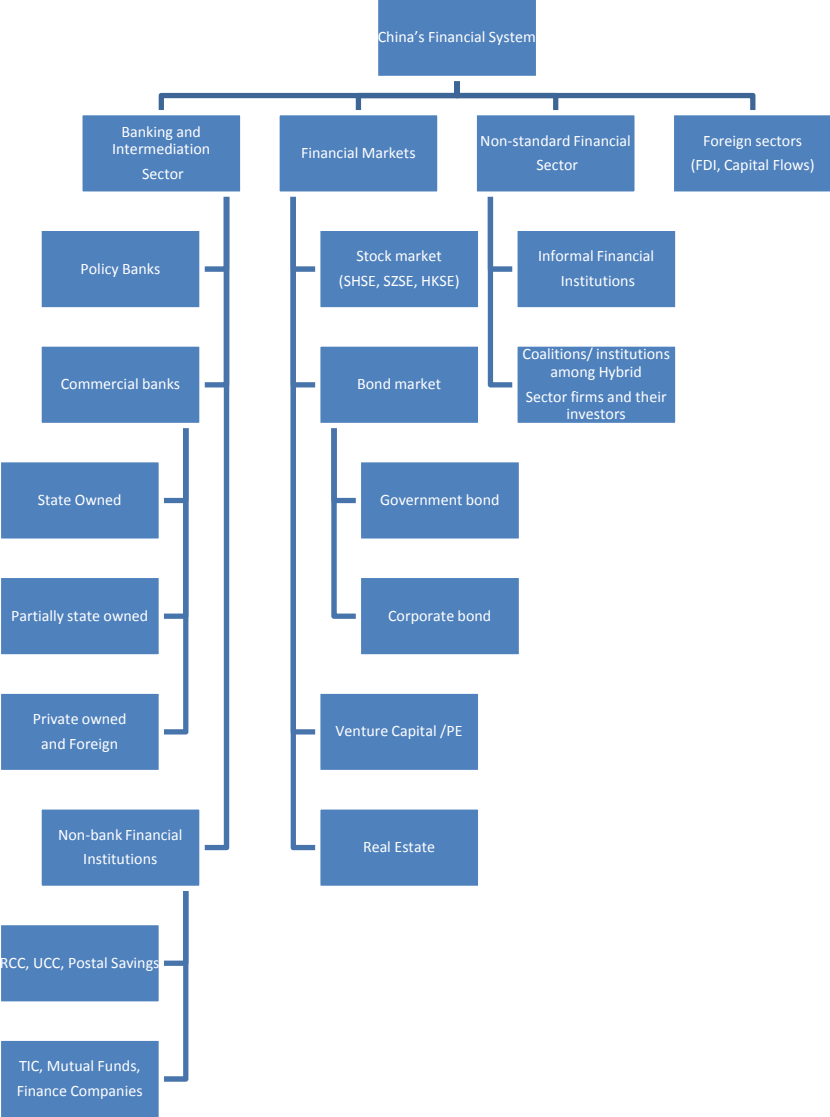 China's Financial System
Banking and
Intermediation
Sector
Financial Markets
Non-standard Financial
Sector
Foreign sectors
(FDI, Capital Flows)
Policy Banks
Stock market
(SHSE, SZSE, HKSE)
Informal Financial
Institutions
Commercial banks
Bond market
Coalitions/ institutions
among Hybrid
Sector firms and their
investors
State Owned
Government bond
Partially state owned
Corporate bond
Private owned
and Foreign
Venture Capital /PE
Non-bank Financial
Institutions
Real Estate
RCC, UCC, Postal Savings
TIC, Mutual Funds,
Finance Companies